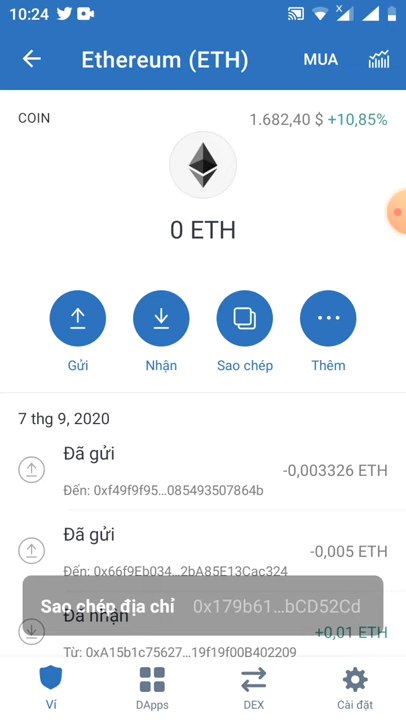 10:24
Ethereum (ETH)
MUA
COIN
1.682,40 $ +10,85%
0 ETH
Gửi
Nhận
Sao chép
Thêm
7 thg 9, 2020
Đã gửi
-0,003326 ETH
Đến: 0xf49f9f95...085493507864b
Đã gửi
-0,005 ETH
Đến: 0x66f9Eb034...2bA85E13Cac324
Sao chép địa chỉ 0x179b61...bCD52Cd
Đã nhận
+0,01 ETH
Từ: 0xA15b1c75627...19f19f00B402209
Ví
DApps
DEX
Cài đặt